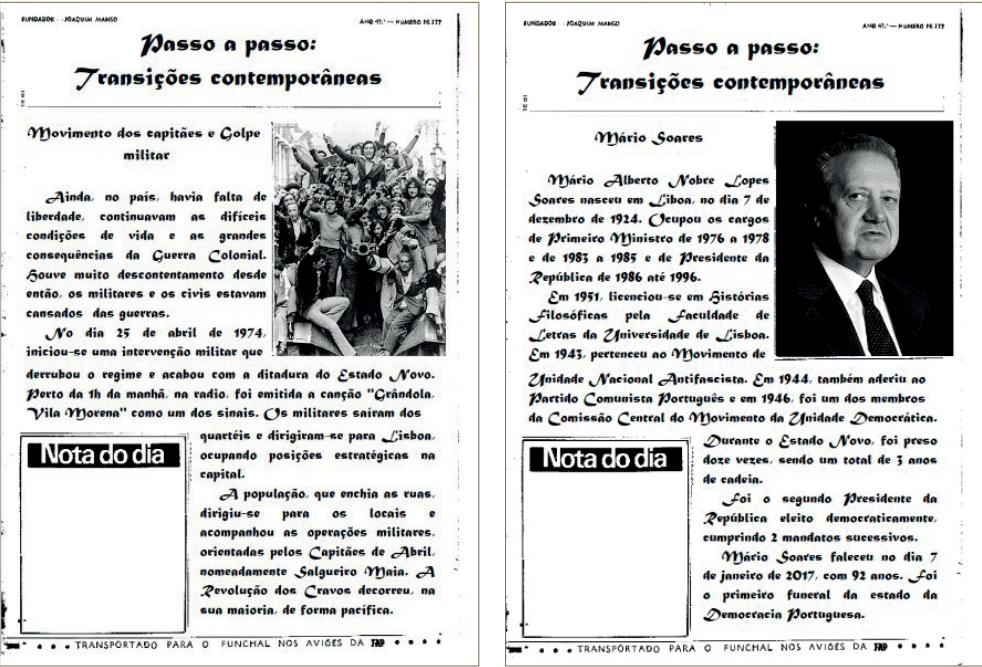 FUNDADOR - JOAQUIM MANSO
ANO 47.º — NUMERO 16.177
Passo a passo:
Transições contemporâneas
Movimento dos capitães e Golpe
militar
Ainda, no país, havia falta de
liberdade, continuavam as difíceis
condições de vida e as grandes
consequências da Guerra Colonial.
Houve muito descontentamento desde
então, os militares e os civis estavam
cansados das guerras.
No dia 25 de abril de 1974,
iniciou-se uma intervenção militar que
derrubou o regime e acabou com a ditadura do Estado Novo.
Perto da 1h da manhã, na radio, foi emitida a canção "Grândola,
Vila Morena" como um dos sinais. Os militares saíram dos
quartéis e dirigiram-se para Lisboa,
ocupando posições estratégicas na
capital.
A população, que enchia as ruas,
dirigiu-se para os locais e
acompanhou as operações militares,
orientadas pelos Capitães de Abril,
nomeadamente Salgueiro Maia. A
Revolução dos Cravos decorreu, na
sua maioria, de forma pacífica.
Nota do dia
TRANSPORTADO PARA O FUNCHAL NOS AVIÕES DA TAP
FUNDADOR - JOAQUIM MANSO
ANO 47.º — NUMERO 16.177
Passo a passo:
Transições contemporâneas
Mário Soares
Mário Alberto Nobre Lopes
Soares nasceu em Liboa, no dia 7 de
dezembro de 1924. Ocupou os cargos
de Primeiro Ministro de 1976 a 1978
e de 1983 a 1985 e de Presidente da
República de 1986 até 1996.
Em 1951, licenciou-se em Histórias
Filosóficas pela Faculdade de
Letras da Universidade de Lisboa.
Em 1943, pertenceu ao Movimento de
Unidade Nacional Antifascista. Em 1944, também aderiu ao
Partido Comunista Português e em 1946, foi um dos membros
da Comissão Central do Movimento da Unidade Democrática.
Durante o Estado Novo, foi preso
doze vezes, sendo um total de 3 anos
de cadeia.
Foi o segundo Presidente da
República eleito democraticamente,
cumprindo 2 mandatos sucessivos.
Mário Soares faleceu no dia 7
de janeiro de 2017, com 92 anos. Foi
o primeiro funeral da estado da
Democracia Portuguesa.
Nota do dia
TRANSPORTADO PARA O FUNCHAL NOS AVIÕES DA TAP